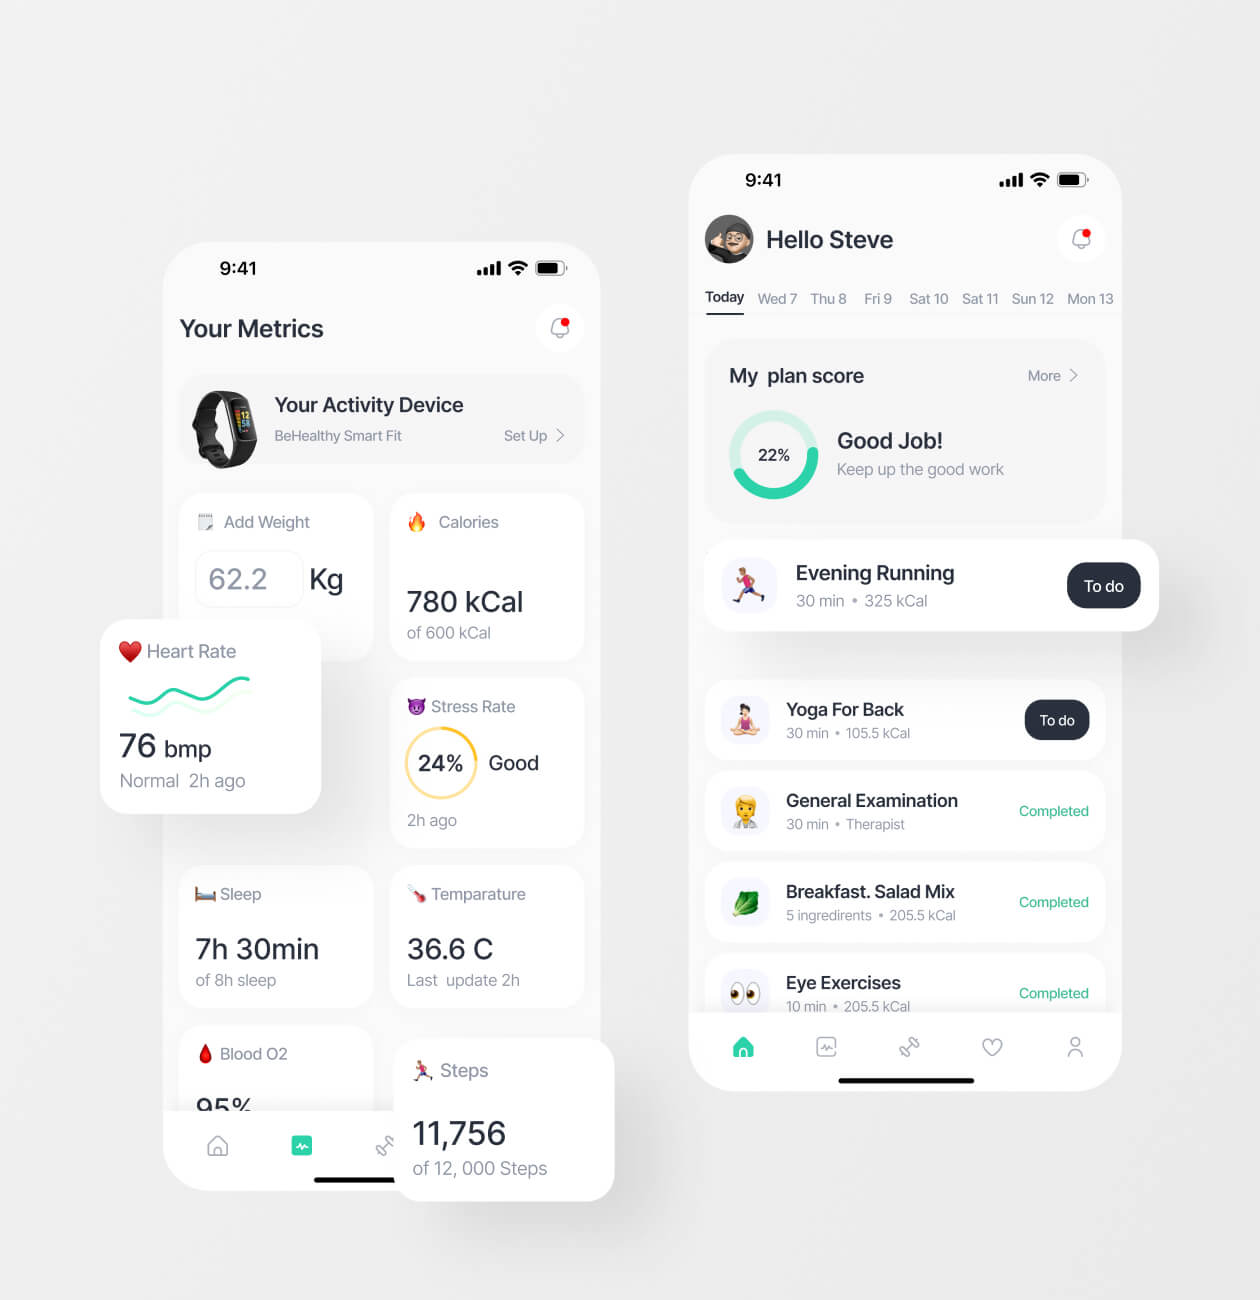 9:41
Your Metrics
Your Activity Device
BeHealthy Smart Fit
Set Up
Add Weight
62.2 Kg
Calories
780 kCal
of 600 kCal
Heart Rate
76 bmp
Normal 2h ago
Stress Rate
24% Good
2h ago
Sleep
7h 30min
of 8h sleep
Temparature
36.6 C
Last update 2h
Blood O2
95%
Steps
11,756
of 12, 000 Steps
9:41
Hello Steve
Today Wed 7 Thu 8 Fri 9 Sat 10 Sat 11 Sun 12 Mon 13
My plan score
More
22%
Good Job!
Keep up the good work
Evening Running
30 min • 325 kCal
To do
Yoga For Back
30 min • 105.5 kCal
To do
General Examination
30 min • Therapist
Completed
Breakfast. Salad Mix
5 ingredirents • 205.5 kCal
Completed
Eye Exercises
10 min • 205.5 kCal
Completed